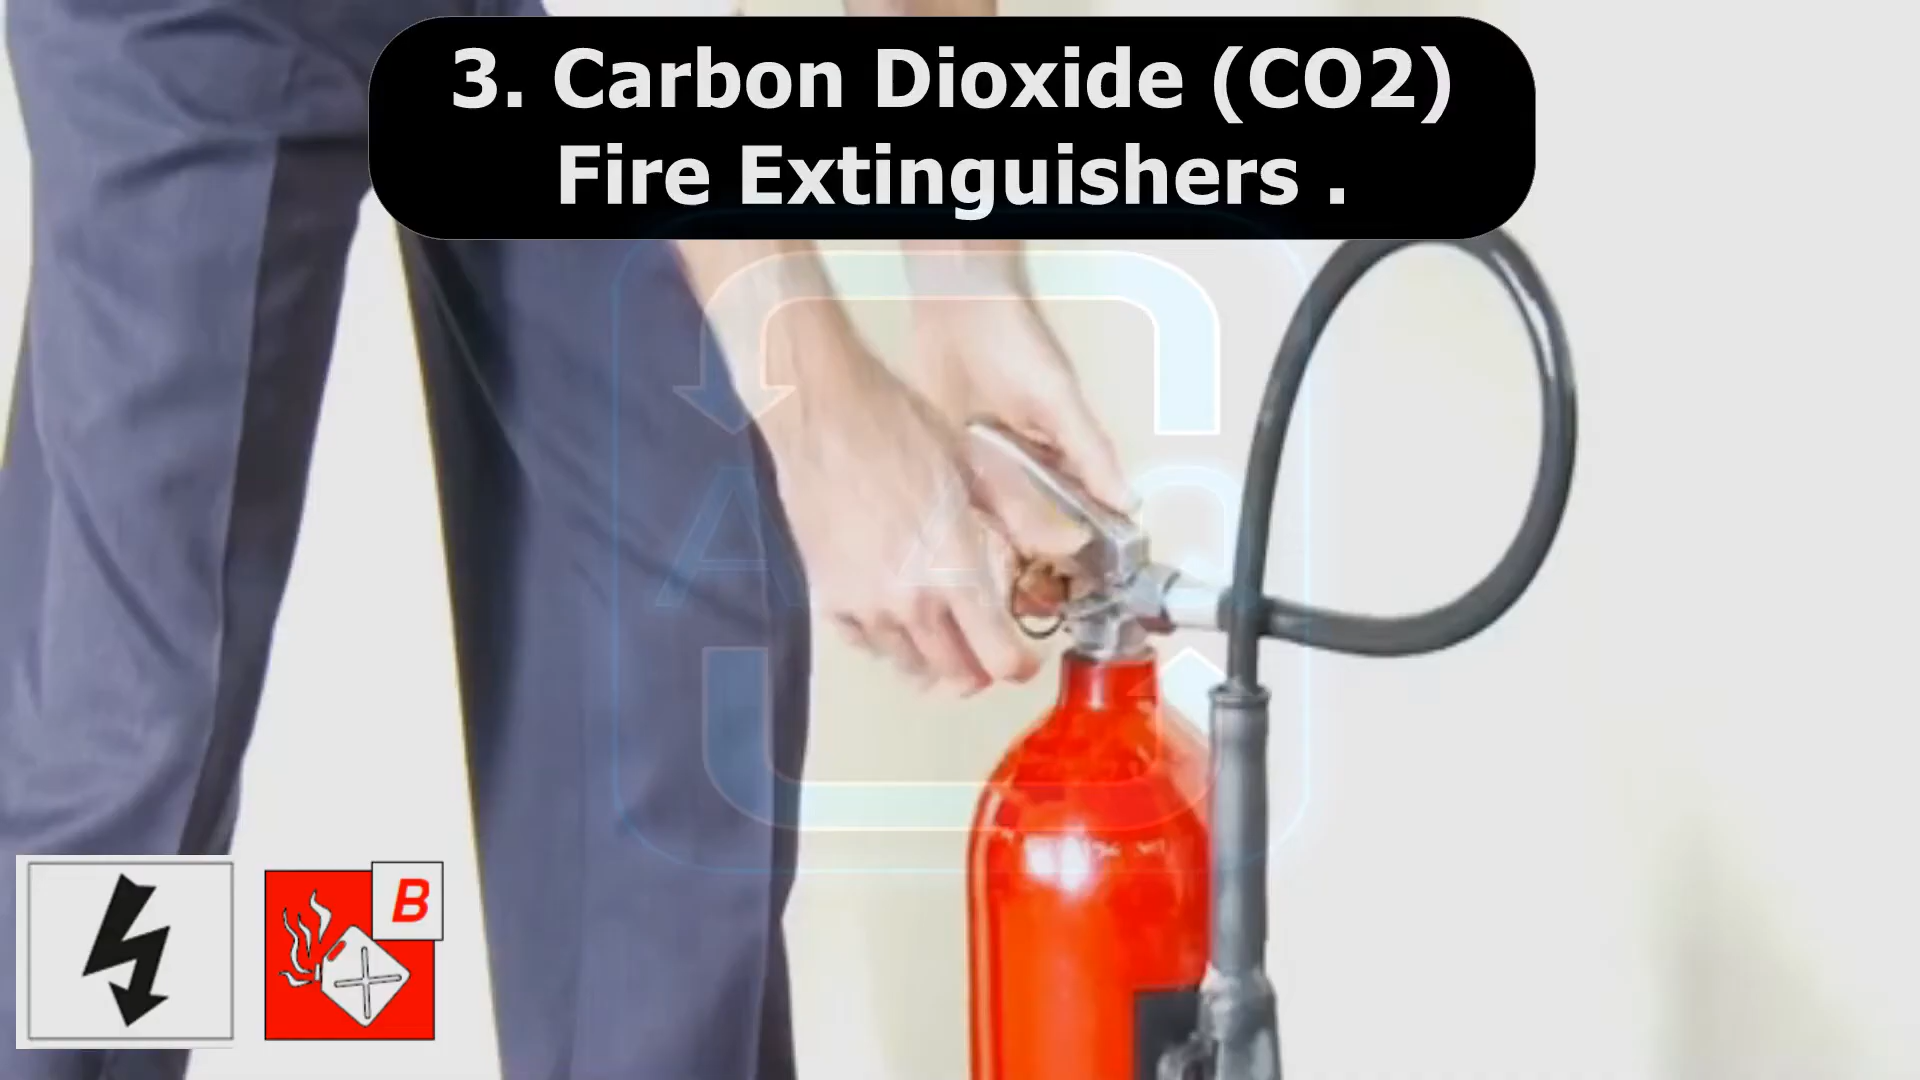 3. Carbon Dioxide (CO2)
Fire Extinguishers .
B